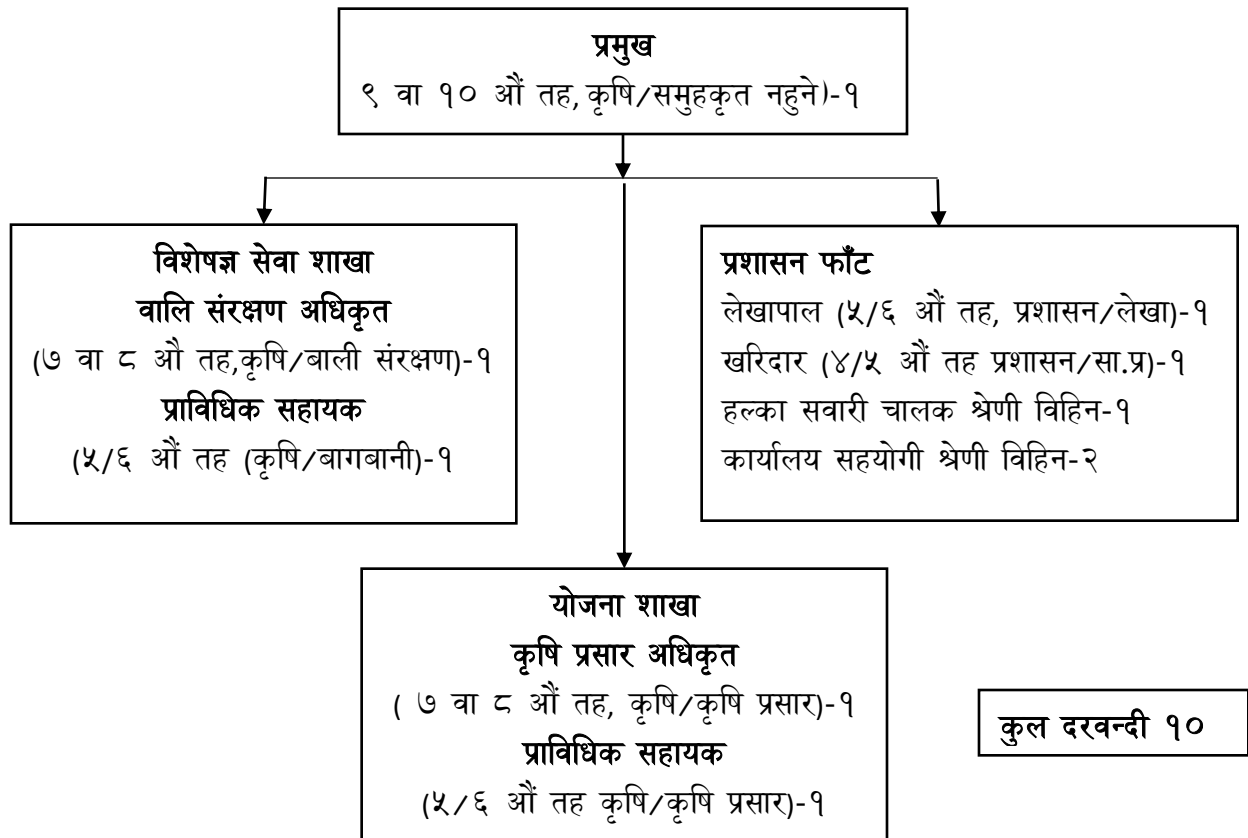 प्रमुख
९ वा १० औं तह, कृषि/समुहकृत नहुने)-१
विशेषज्ञ सेवा शाखा
वालि संरक्षण अधिकृत
(७ वा ८ औ तह,कृषि/बाली संरक्षण)-१
प्राविधिक सहायक
(५/६ औं तह (कृषि/बागबानी)-१
प्रशासन फाँट
लेखापाल (५/६ औं तह, प्रशासन/लेखा)-१
खरिदार (४/५ औं तह प्रशासन/सा.प्र)-१
हल्का सवारी चालक श्रेणी विहिन-१
कार्यालय सहयोगी श्रेणी विहिन-२
योजना शाखा
कृषि प्रसार अधिकृत
( ७ वा ८ औं तह, कृषि/कृषि प्रसार)-१
प्राविधिक सहायक
(५/६ औं तह कृषि/कृषि प्रसार)-१
कुल दरवन्दी १०